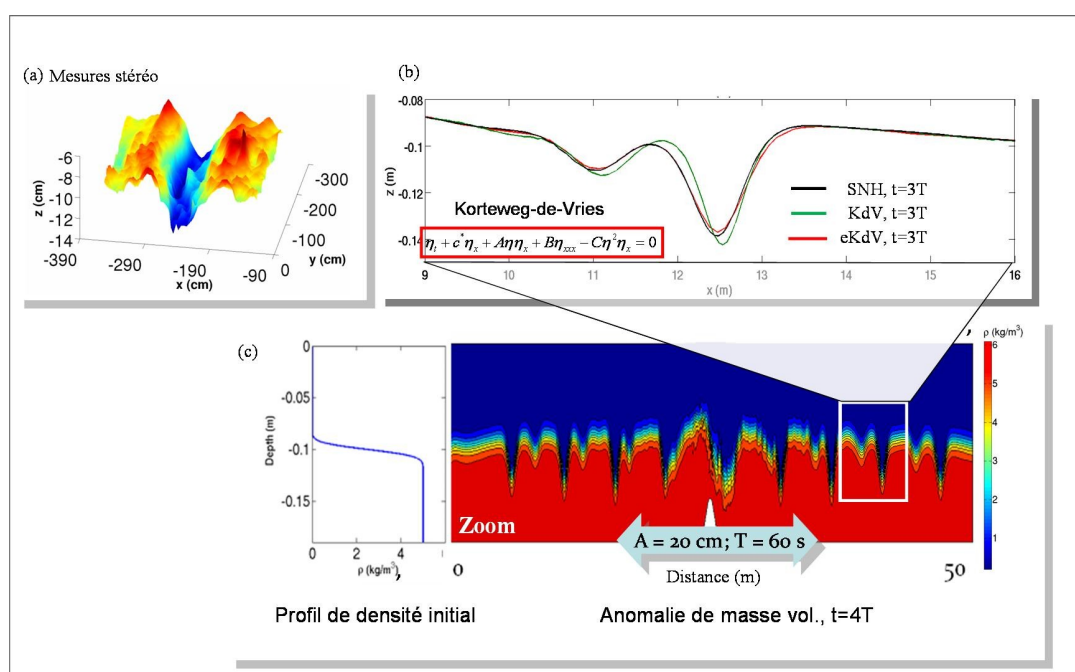 (a) Mesures stéréo
-6
-8
-10
-12
-14
z (cm)
-390
-290
-190
-90
x (cm)
-300
-200
-100
0
y (cm)
(b)
-0.08
-0.1
-0.12
-0.14
z (m)
SNH, t=3T
KdV, t=3T
eKdV, t=3T
Korteweg-de-Vries
η_t + c*η_x + Aηη_x + Bη_xxx − Cη²η_x = 0
9 10 11 12 13 14 15 16
x (m)
(c)
0
-0.05
-0.1
-0.15
Depth (m)
0 2 4
ρ (kg/m³),
, ρ (kg/m³)
6
5
4
3
2
1
Zoom
A = 20 cm; T = 60 s
0
Distance (m)
50
Profil de densité initial
Anomalie de masse vol., t=4T